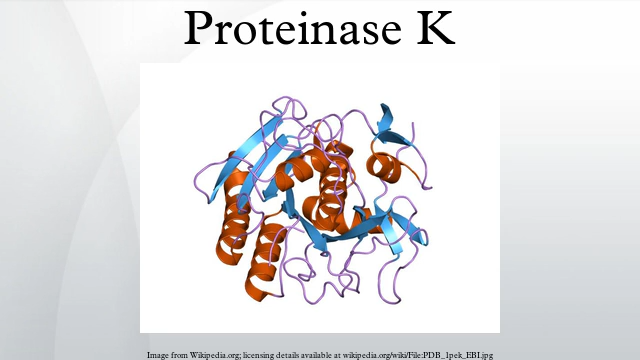 Proteinase K
Image from Wikipedia.org; licensing details available at wikipedia.org/wiki/File:PDB_1pek_EBI.jpg